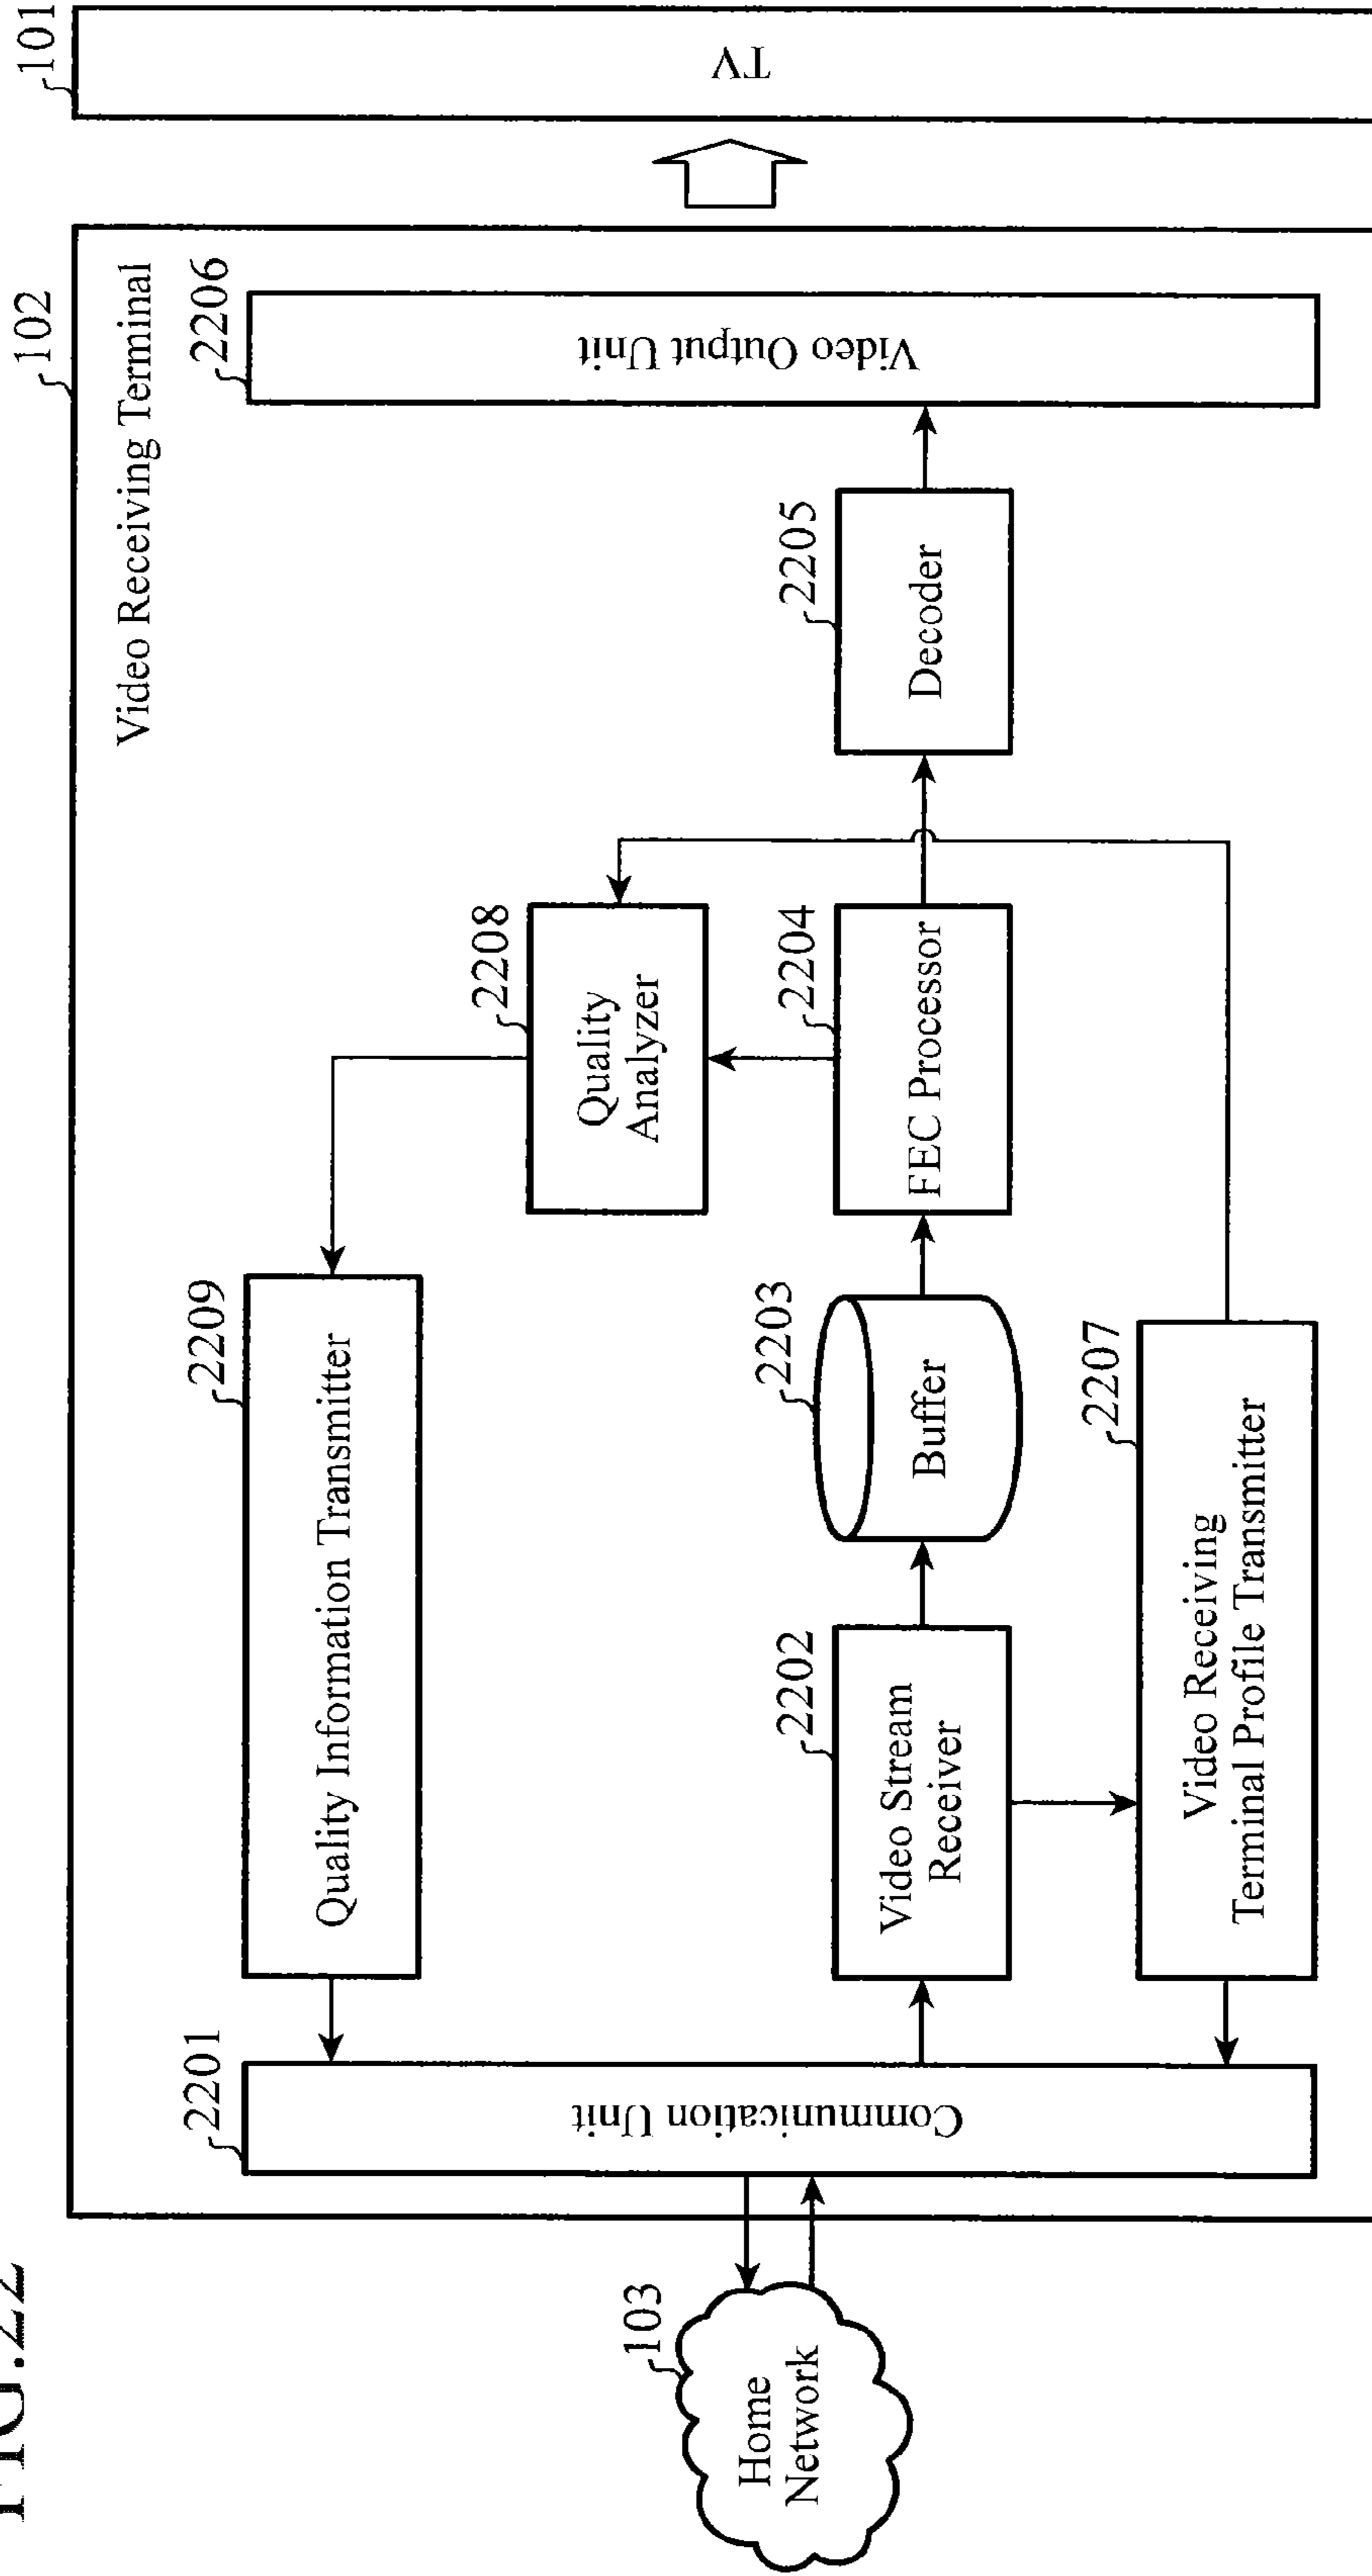 FIG.22
102
101
Video Receiving Terminal
2201
2209
2206
Quality Information Transmitter
2208
Quality
Analyzer
103
Home
Network
Communication Unit
2202
2203
2204
2205
Video Stream
Receiver
Buffer
FEC Processor
Decoder
Video Output Unit
TV
2207
Video Receiving
Terminal Profile Transmitter